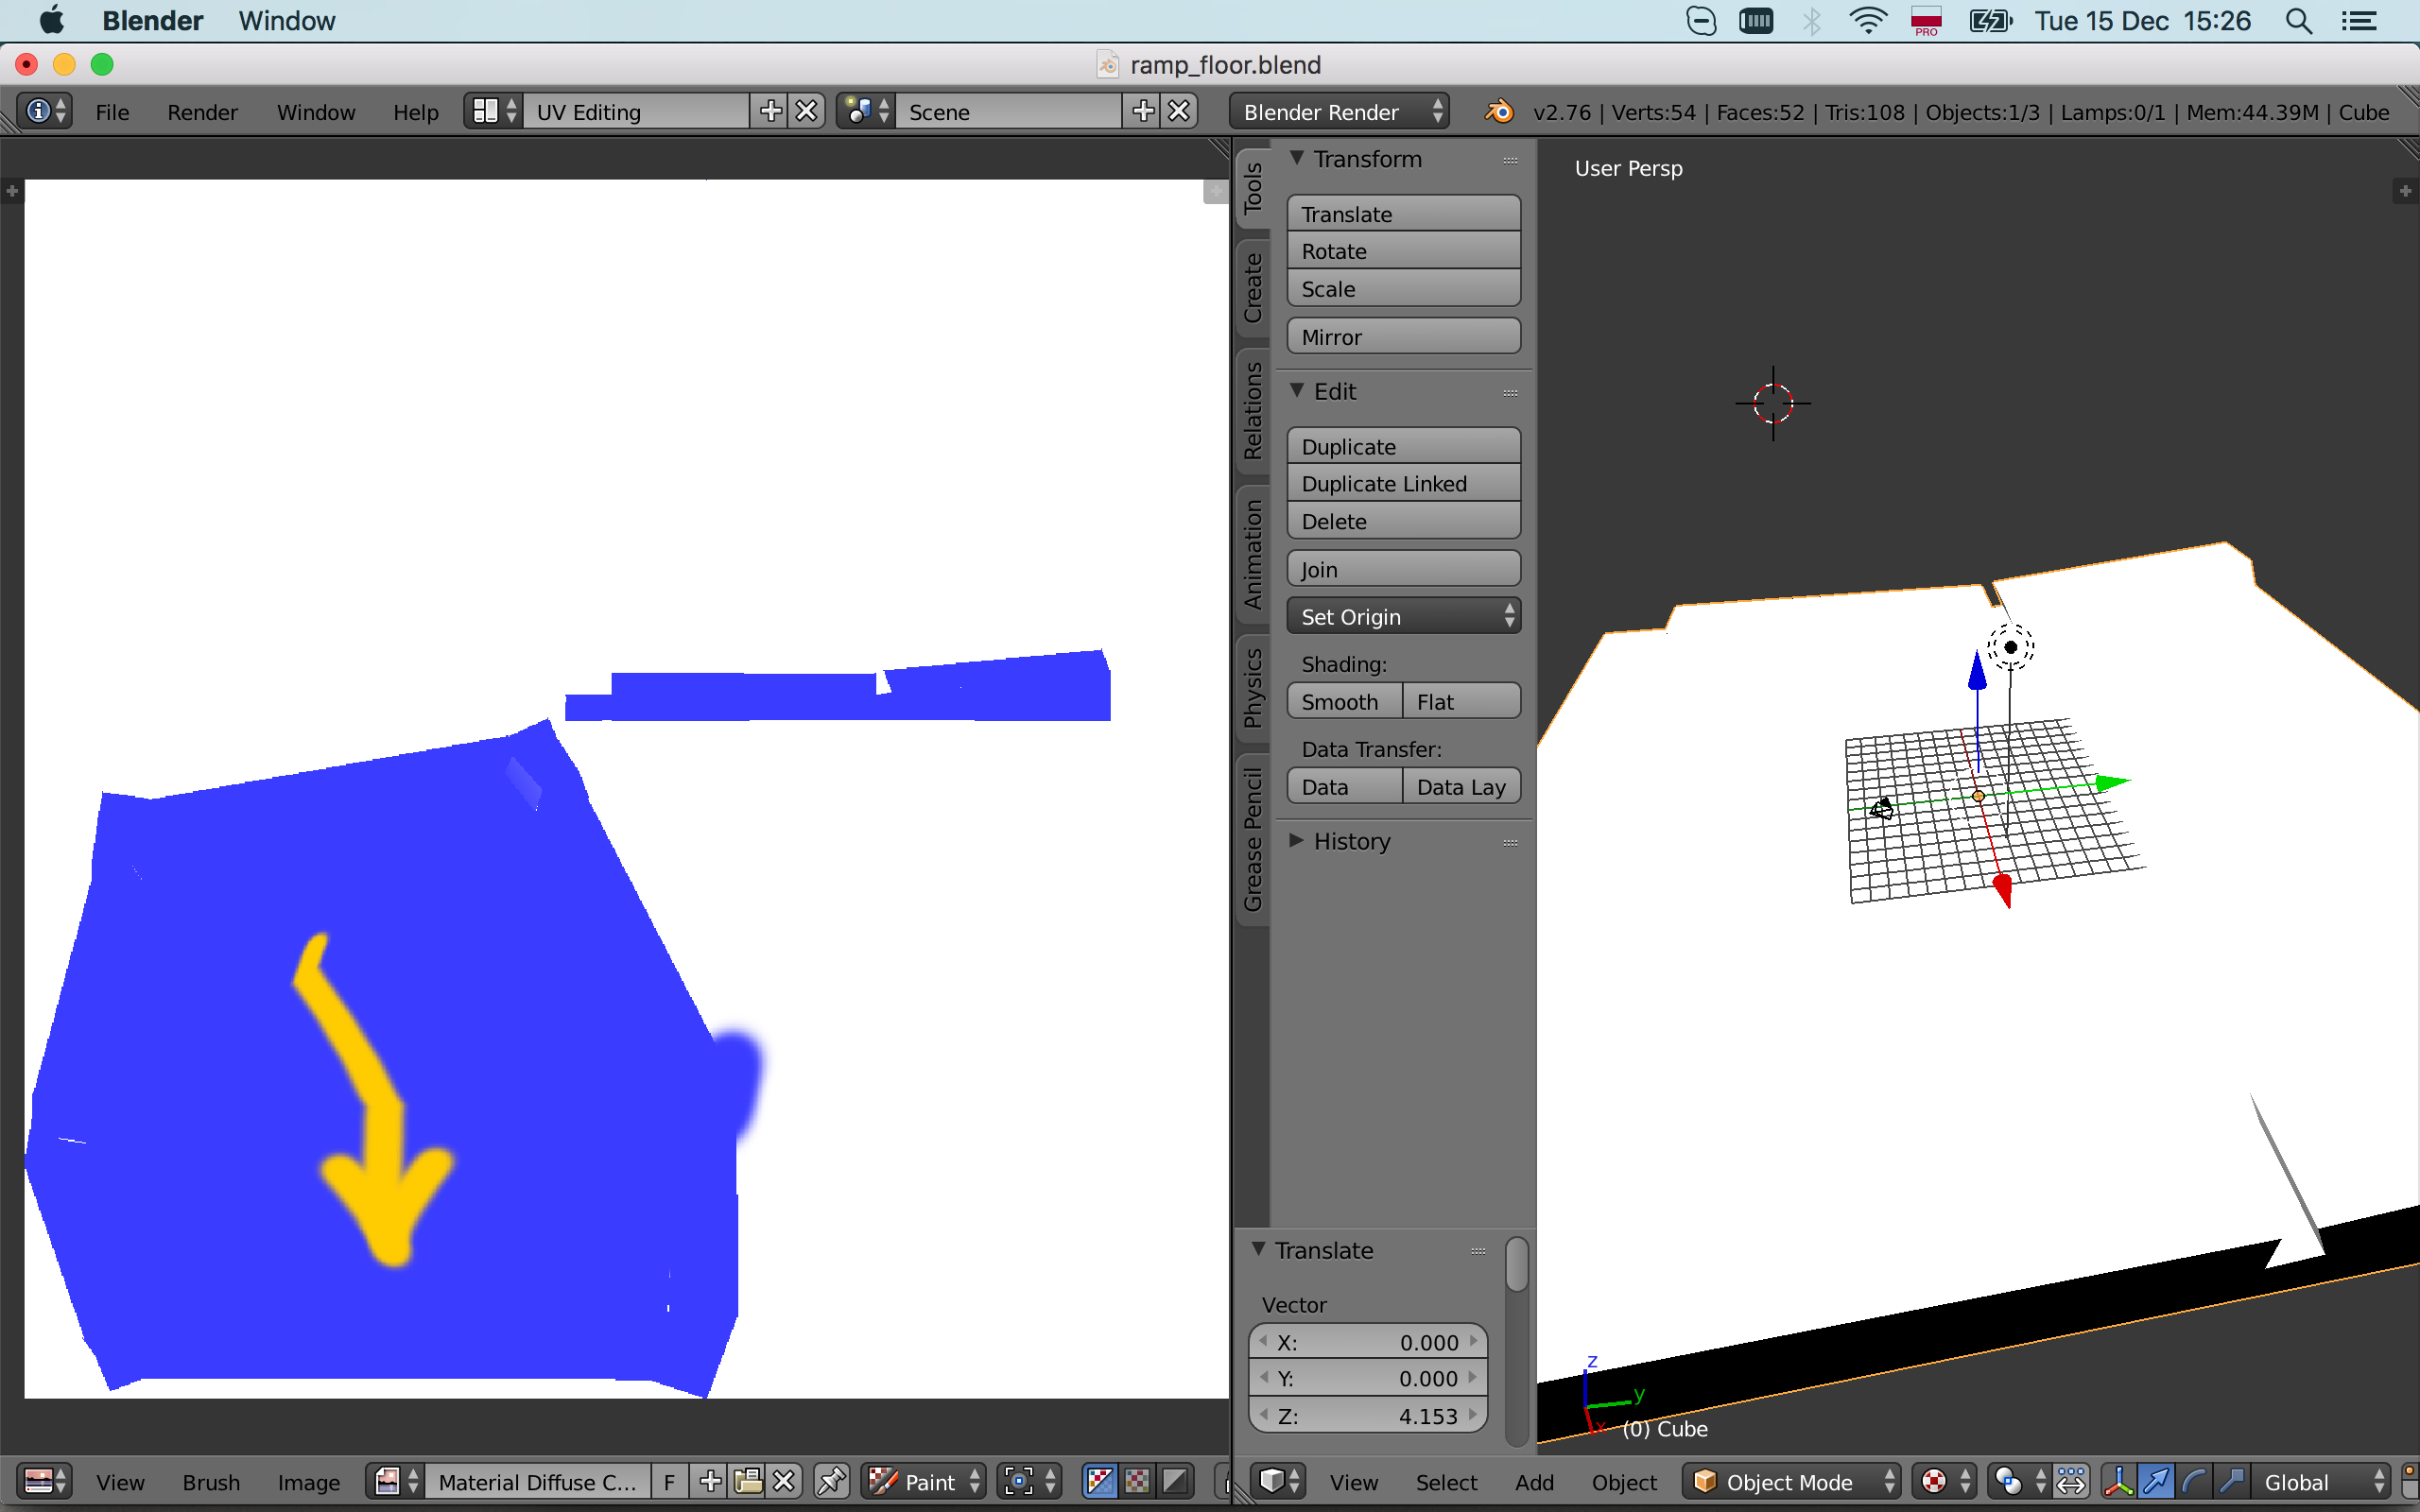 Blender Window PRO Tue 15 Dec 15:26
ramp_floor.blend
File Render Window Help UV Editing Scene Blender Render v2.76 | Verts:54 | Faces:52 | Tris:108 | Objects:1/3 | Lamps:0/1 | Mem:44.39M | Cube
Tools
Create
Relations
Animation
Physics
Grease Pencil
Transform
Translate
Rotate
Scale
Mirror
Edit
Duplicate
Duplicate Linked
Delete
Join
Set Origin
Shading:
Smooth Flat
Data Transfer:
Data Data Lay
History
Translate
Vector
X: 0.000
Y: 0.000
Z: 4.153
User Persp
z
y
x
(0) Cube
View Brush Image Material Diffuse C... F Paint
View Select Add Object Object Mode Global